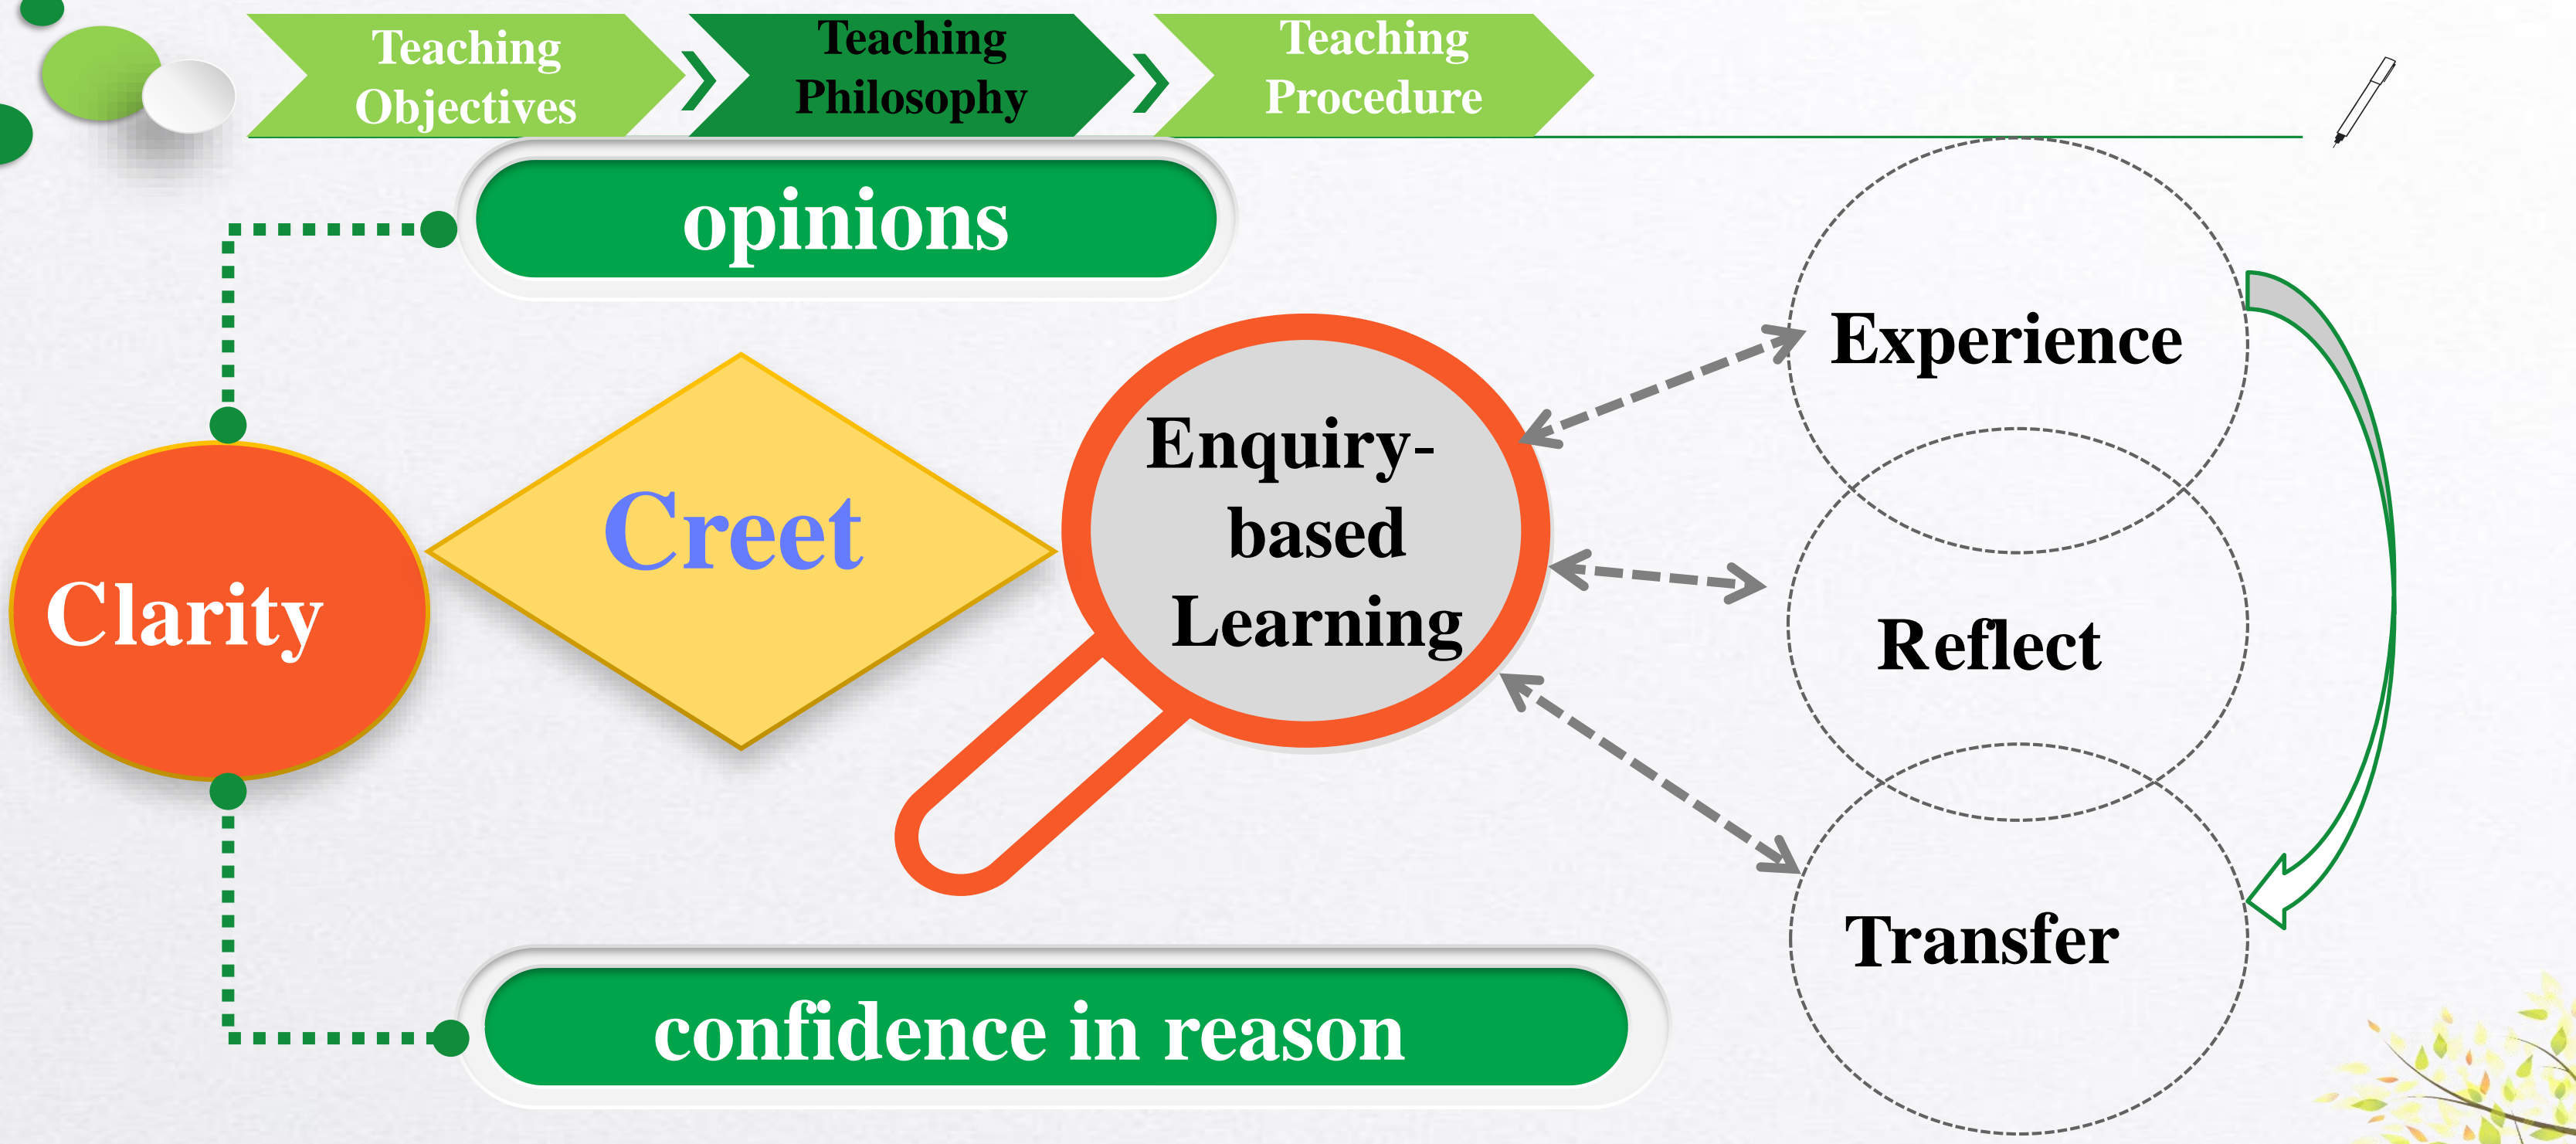 Teaching
Objectives
Teaching
Philosophy
Teaching
Procedure
opinions
Clarity
Creet
Enquiry-
based
Learning
Experience
Reflect
Transfer
confidence in reason